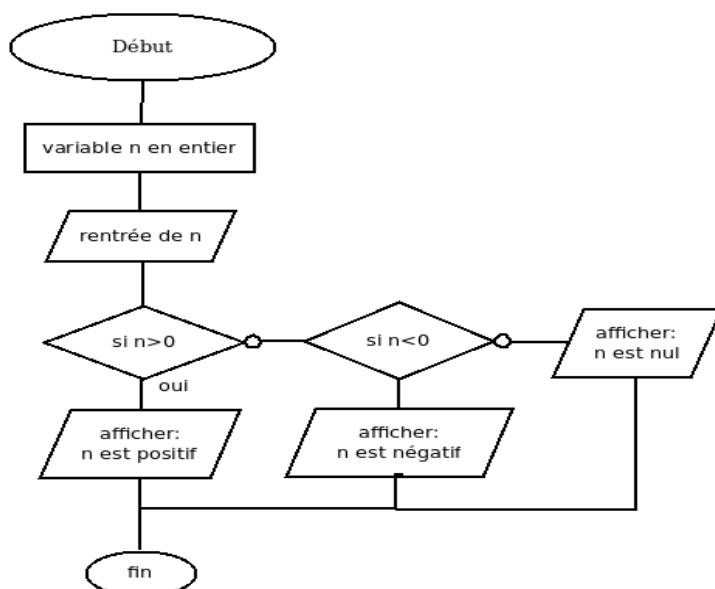 Début
variable n en entier
rentrée de n
si n>0
si n<0
afficher:
n est nul
oui
afficher:
n est positif
afficher:
n est négatif
fin